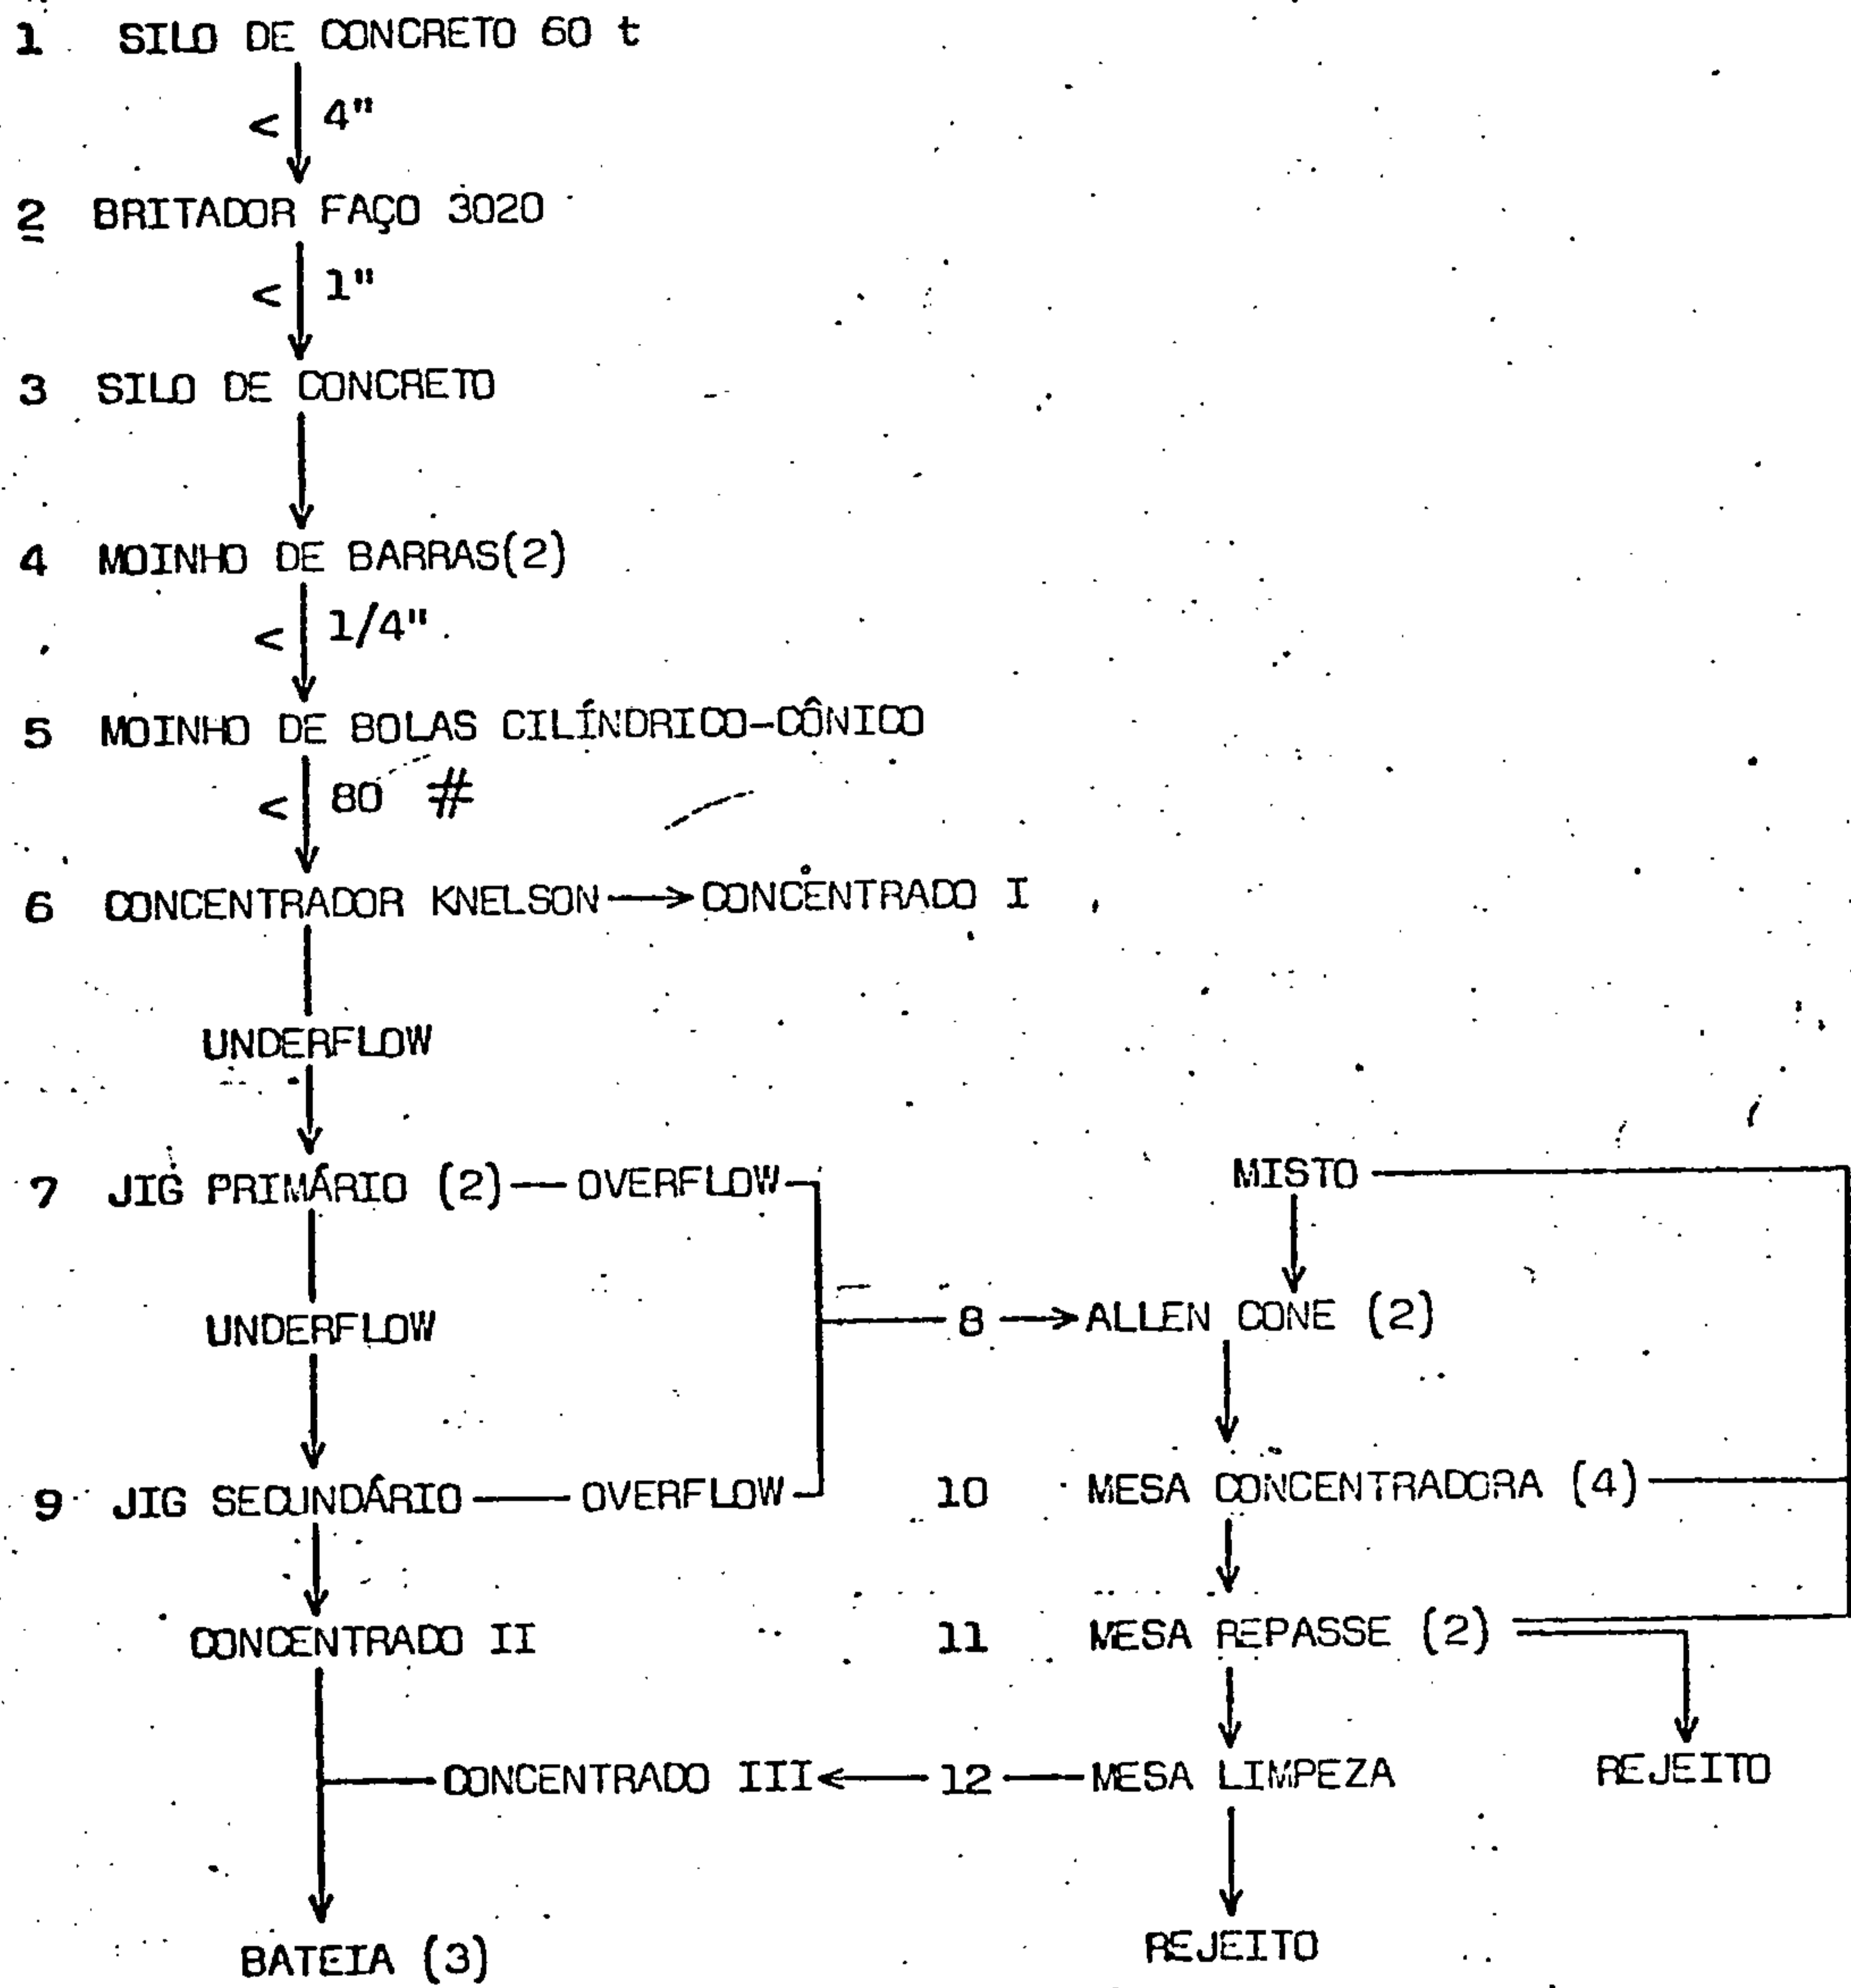 1 SILO DE CONCRETO 60 t
< 4"
2 BRITADOR FAÇO 3020
< 1"
3 SILO DE CONCRETO
4 MOINHO DE BARRAS(2)
< 1/4"
5 MOINHO DE BOLAS CILÍNDRICO-CÔNICO
< 80 #
6 CONCENTRADOR KNELSON CONCENTRADO I
UNDERFLOW
7 JIG PRIMÁRIO (2) OVERFLOW MISTO
UNDERFLOW 8 ALLEN CONE (2)
9 JIG SECUNDÁRIO OVERFLOW 10 MESA CONCENTRADORA (4)
CONCENTRADO II 11 MESA REPASSE (2)
CONCENTRADO III 12 MESA LIMPEZA REJEITO
BATEIA (3) REJEITO